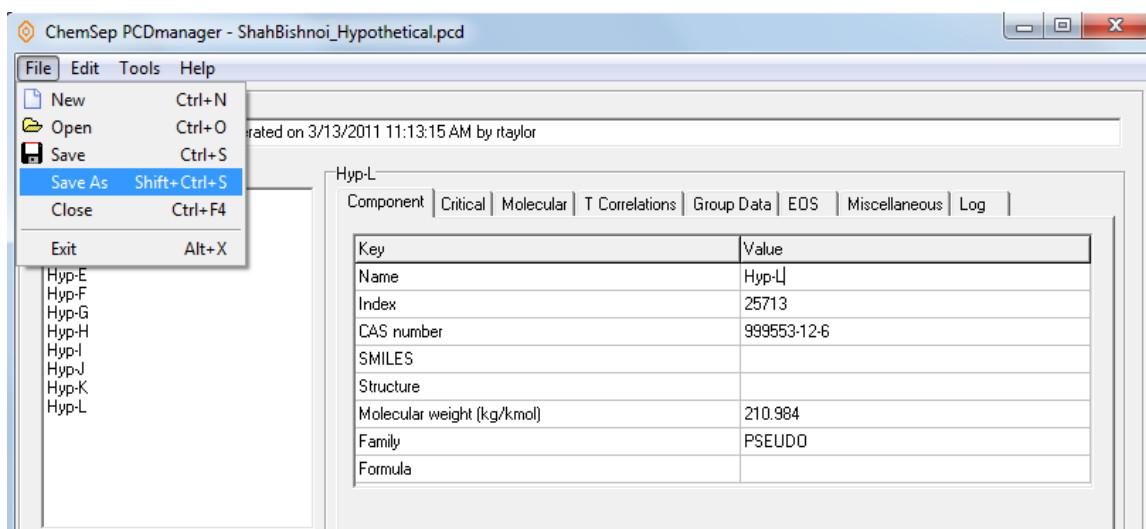 ChemSep PCDmanager - ShahBishnoi_Hypothetical.pcd
File Edit Tools Help
New Ctrl+N
Open Ctrl+O
Save Ctrl+S
Save As Shift+Ctrl+S
Close Ctrl+F4
Exit Alt+X
on 3/13/2011 11:13:15 AM by rtaylor
Hyp-E
Hyp-F
Hyp-G
Hyp-H
Hyp-I
Hyp-J
Hyp-K
Hyp-L
Hyp-L
Component Critical Molecular T Correlations Group Data EOS Miscellaneous Log
Key Value
Name Hyp-L
Index 25713
CAS number 999553-12-6
SMILES
Structure
Molecular weight (kg/kmol) 210.984
Family PSEUDO
Formula